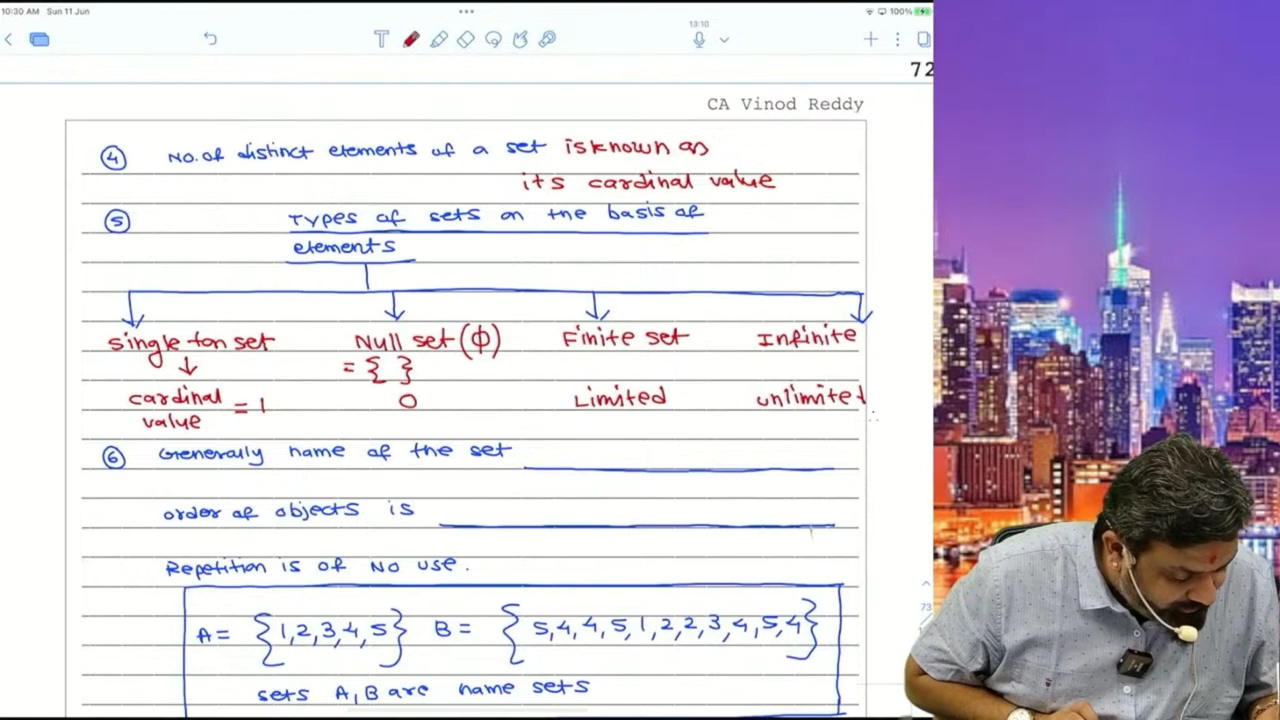 10:30 AM Sun 11 Jun
100%
13:10
T
72
CA Vinod Reddy
④ No. of distinct elements of a set is known as
its cardinal value
⑤ Types of sets on the basis of
elements
singleton set Null set (ϕ) Finite set Infinite
= { }
cardinal value = 1 0 Limited unlimited
⑥ Generally name of the set
order of objects is
Repetition is of No use.
A = {1,2,3,4,5} B = {5,4,4,5,1,2,2,3,4,5,4}
sets A, B are name sets
73